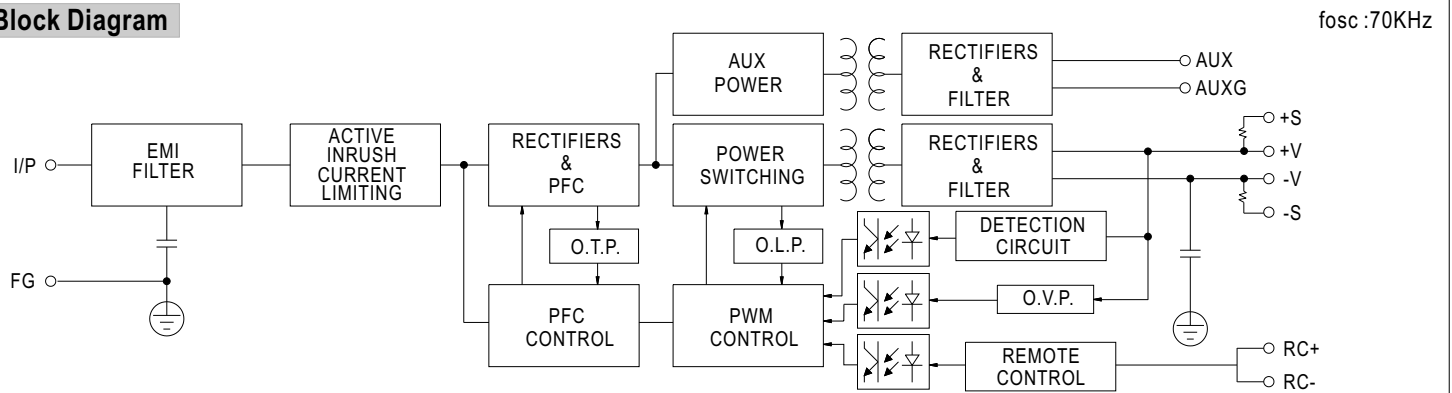 Block Diagram
fosc :70KHz
AUX
POWER
RECTIFIERS
&
FILTER
AUX
AUXG
I/P
EMI
FILTER
ACTIVE
INRUSH
CURRENT
LIMITING
RECTIFIERS
&
PFC
POWER
SWITCHING
RECTIFIERS
&
FILTER
+S
+V
-V
-S
O.T.P.
O.L.P.
DETECTION
CIRCUIT
FG
PFC
CONTROL
PWM
CONTROL
O.V.P.
REMOTE
CONTROL
RC+
RC-